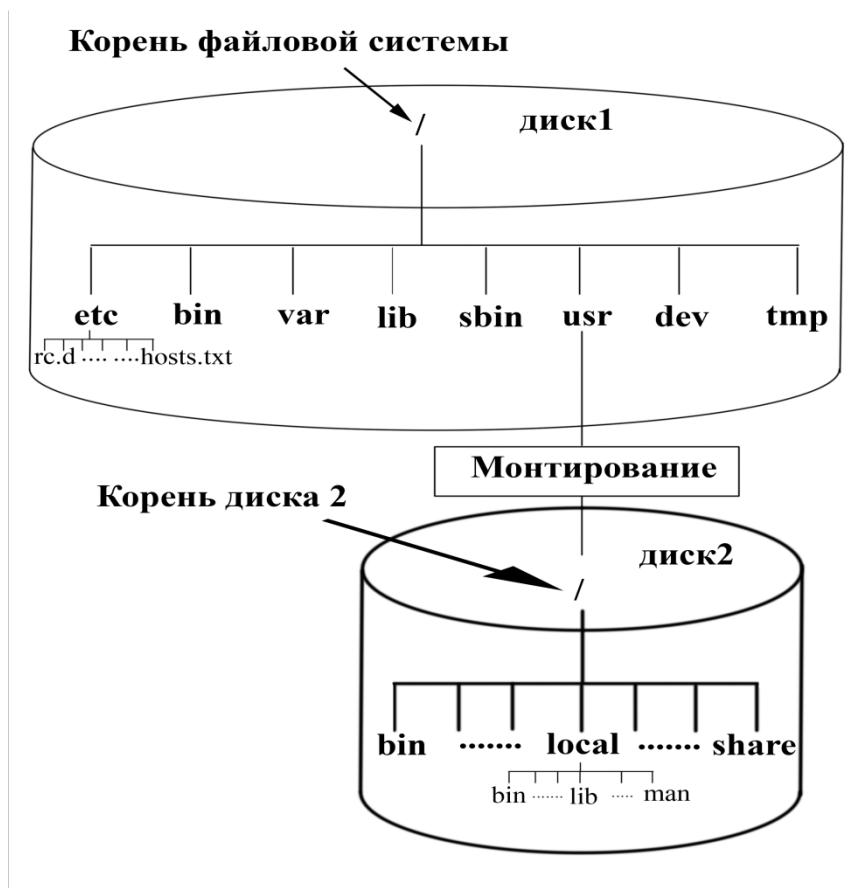 Корень файловой системы
/ диск1
etc bin var lib sbin usr dev tmp
rc.d ···· ····hosts.txt
Монтирование
Корень диска 2
диск2
/
bin ······· local ······· share
bin ······ lib ····· man